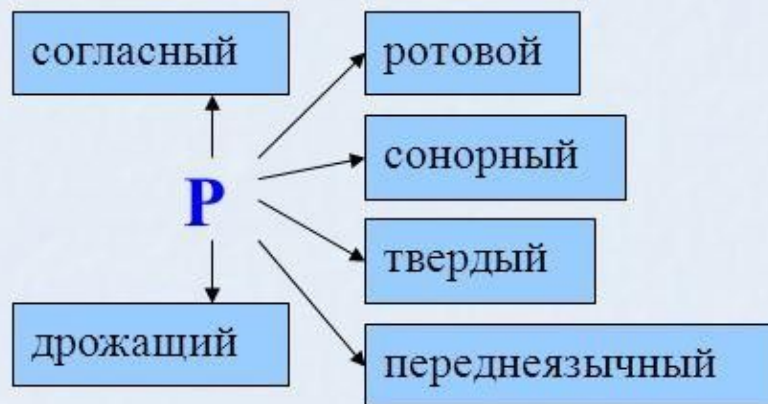 согласный
ротовой
сонорный
Р
твердый
дрожащий
переднеязычный